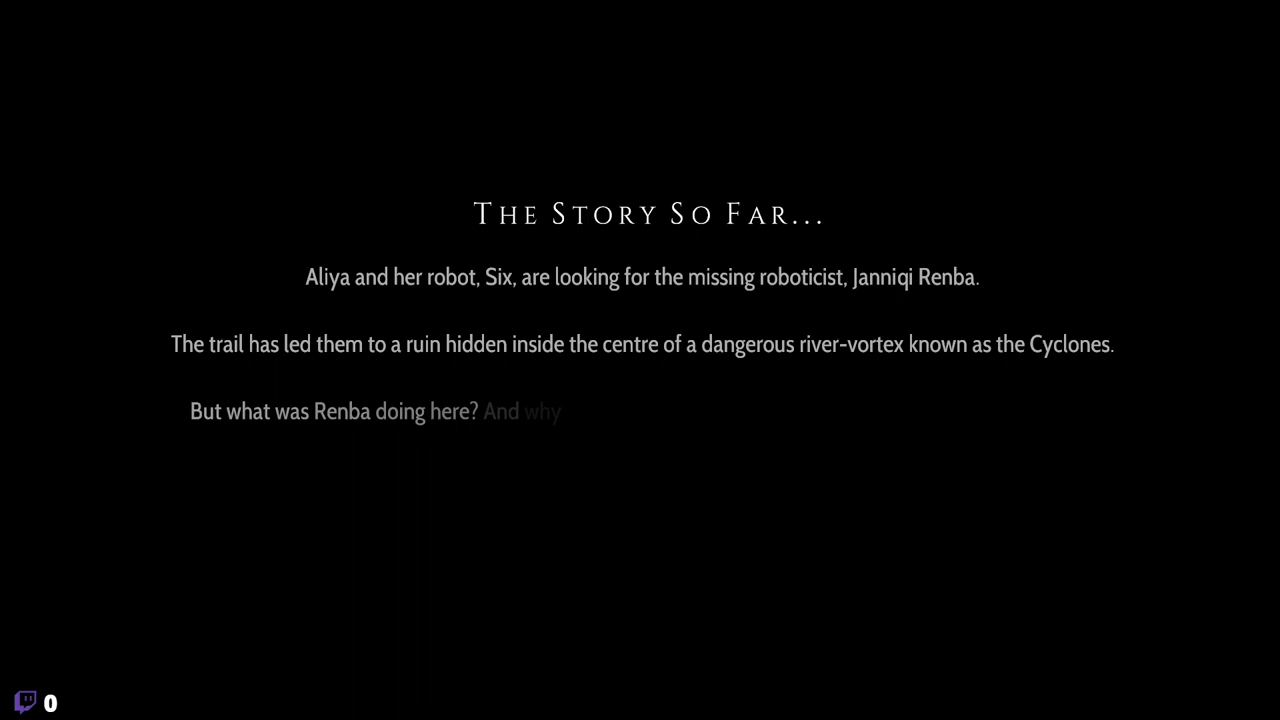 The Story So Far...
Aliya and her robot, Six, are looking for the missing roboticist, Janniqi Renba.
The trail has led them to a ruin hidden inside the centre of a dangerous river-vortex known as the Cyclones.
But what was Renba doing here? And why
0